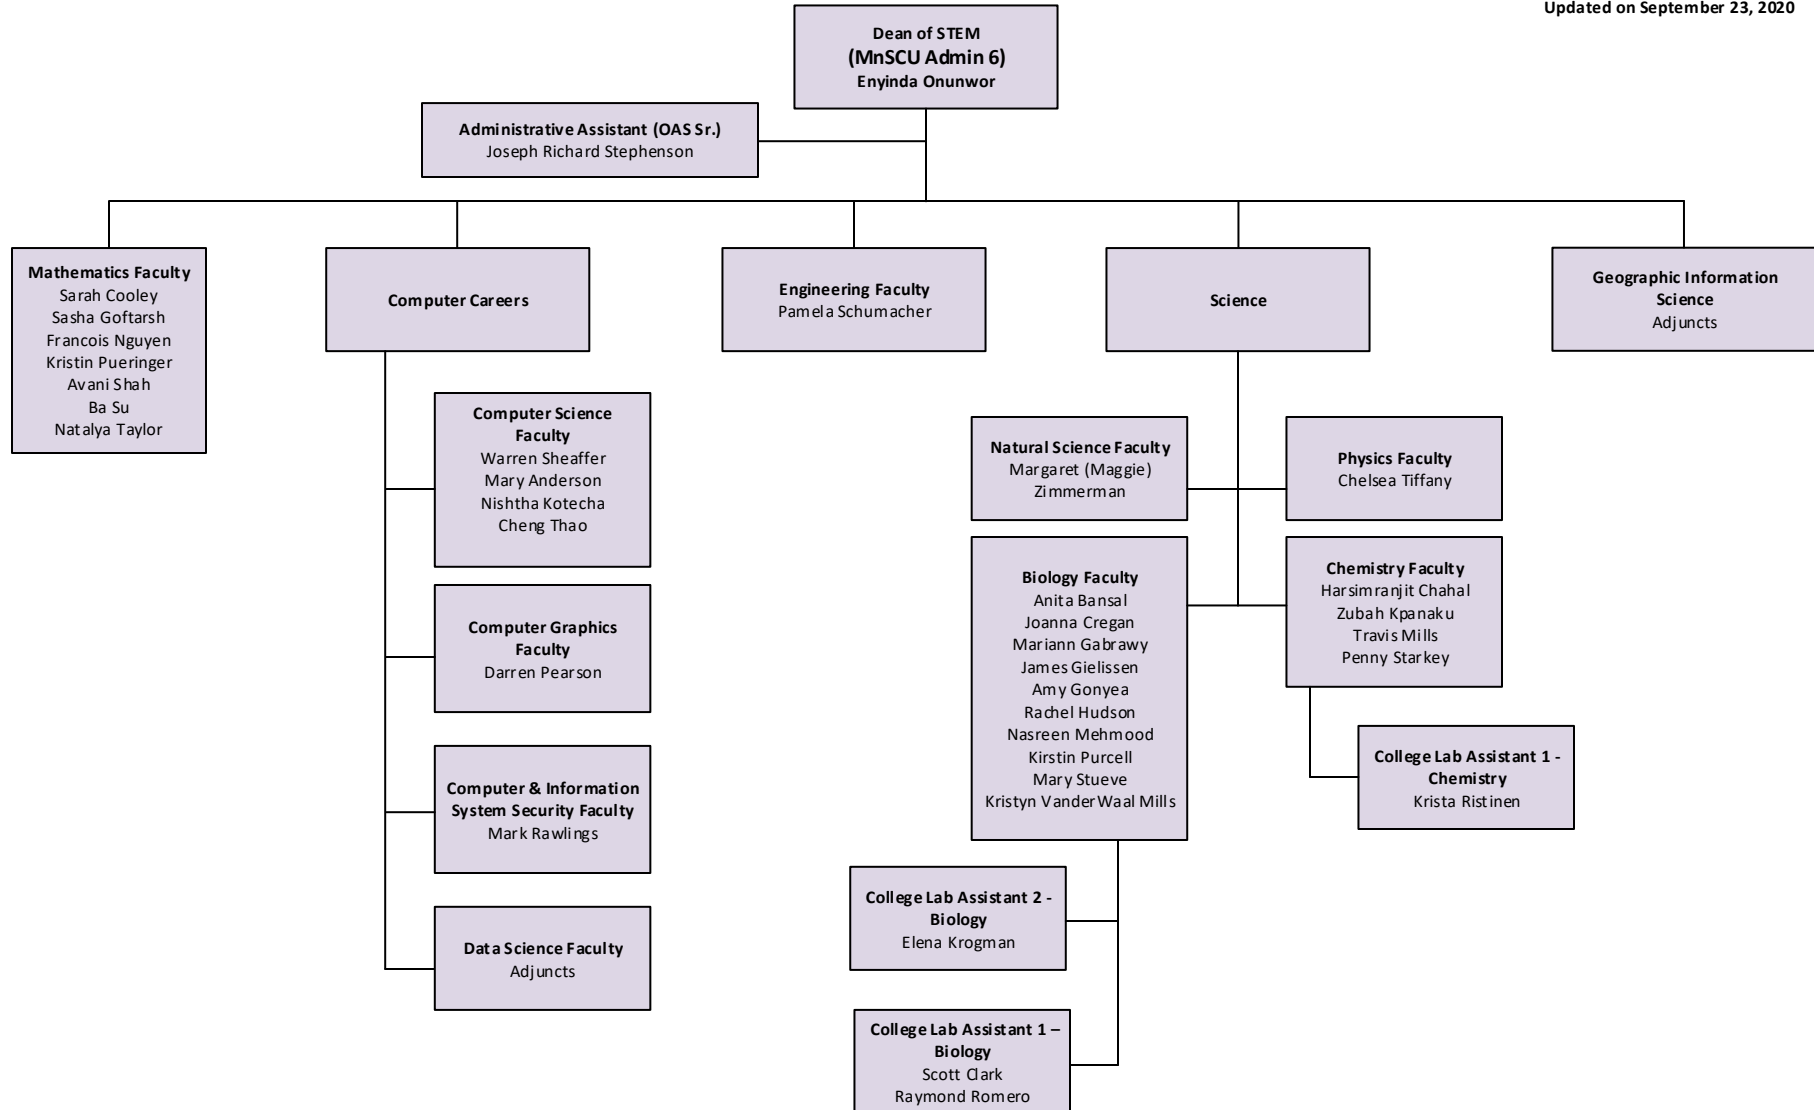 Updated on September 23, 2020
Dean of STEM
(MnSCU Admin 6)
Enyinda Onunwor
Administrative Assistant (OAS Sr.)
Joseph Richard Stephenson
Mathematics Faculty
Sarah Cooley
Sasha Goftarsh
Francois Nguyen
Kristin Pueringer
Avani Shah
Ba Su
Natalya Taylor
Computer Careers
Engineering Faculty
Pamela Schumacher
Science
Geographic Information
Science
Adjuncts
Computer Science
Faculty
Warren Sheaffer
Mary Anderson
Nishtha Kotecha
Cheng Thao
Computer Graphics
Faculty
Darren Pearson
Computer & Information
System Security Faculty
Mark Rawlings
Data Science Faculty
Adjuncts
Natural Science Faculty
Margaret (Maggie)
Zimmerman
Physics Faculty
Chelsea Tiffany
Biology Faculty
Anita Bansal
Joanna Cregan
Mariann Gabrawy
James Gielissen
Amy Gonyea
Rachel Hudson
Nasreen Mehmood
Kirstin Purcell
Mary Stueve
Kristyn VanderWaal Mills
Chemistry Faculty
Harsimranjit Chahal
Zubah Kpanaku
Travis Mills
Penny Starkey
College Lab Assistant 1 -
Chemistry
Krista Ristinen
College Lab Assistant 2 -
Biology
Elena Krogman
College Lab Assistant 1 –
Biology
Scott Clark
Raymond Romero